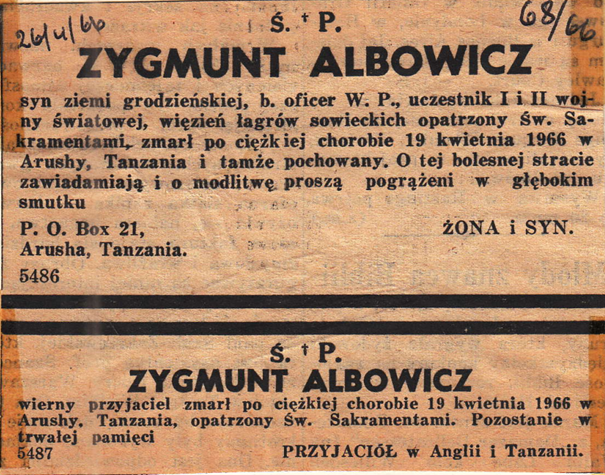 26/4/66
68/66
Ś. † P.
ZYGMUNT ALBOWICZ
syn ziemi grodzieńskiej, b. oficer W. P., uczestnik I i II woj-
ny światowej, więzień łagrów sowieckich opatrzony Św. Sa-
kramentami, zmarł po ciężkiej chorobie 19 kwietnia 1966 w
Arushy, Tanzania i tamże pochowany. O tej bolesnej stracie
zawiadamiają i o modlitwę proszą pogrążeni w głębokim
smutku
P. O. Box 21,
ŻONA i SYN.
Arusha, Tanzania.
5486
Ś. † P.
ZYGMUNT ALBOWICZ
wierny przyjaciel zmarł po ciężkiej chorobie 19 kwietnia 1966 w
Arushy, Tanzania, opatrzony Św. Sakramentami. Pozostanie w
trwałej pamięci
5487 PRZYJACIÓŁ w Anglii i Tanzanii.